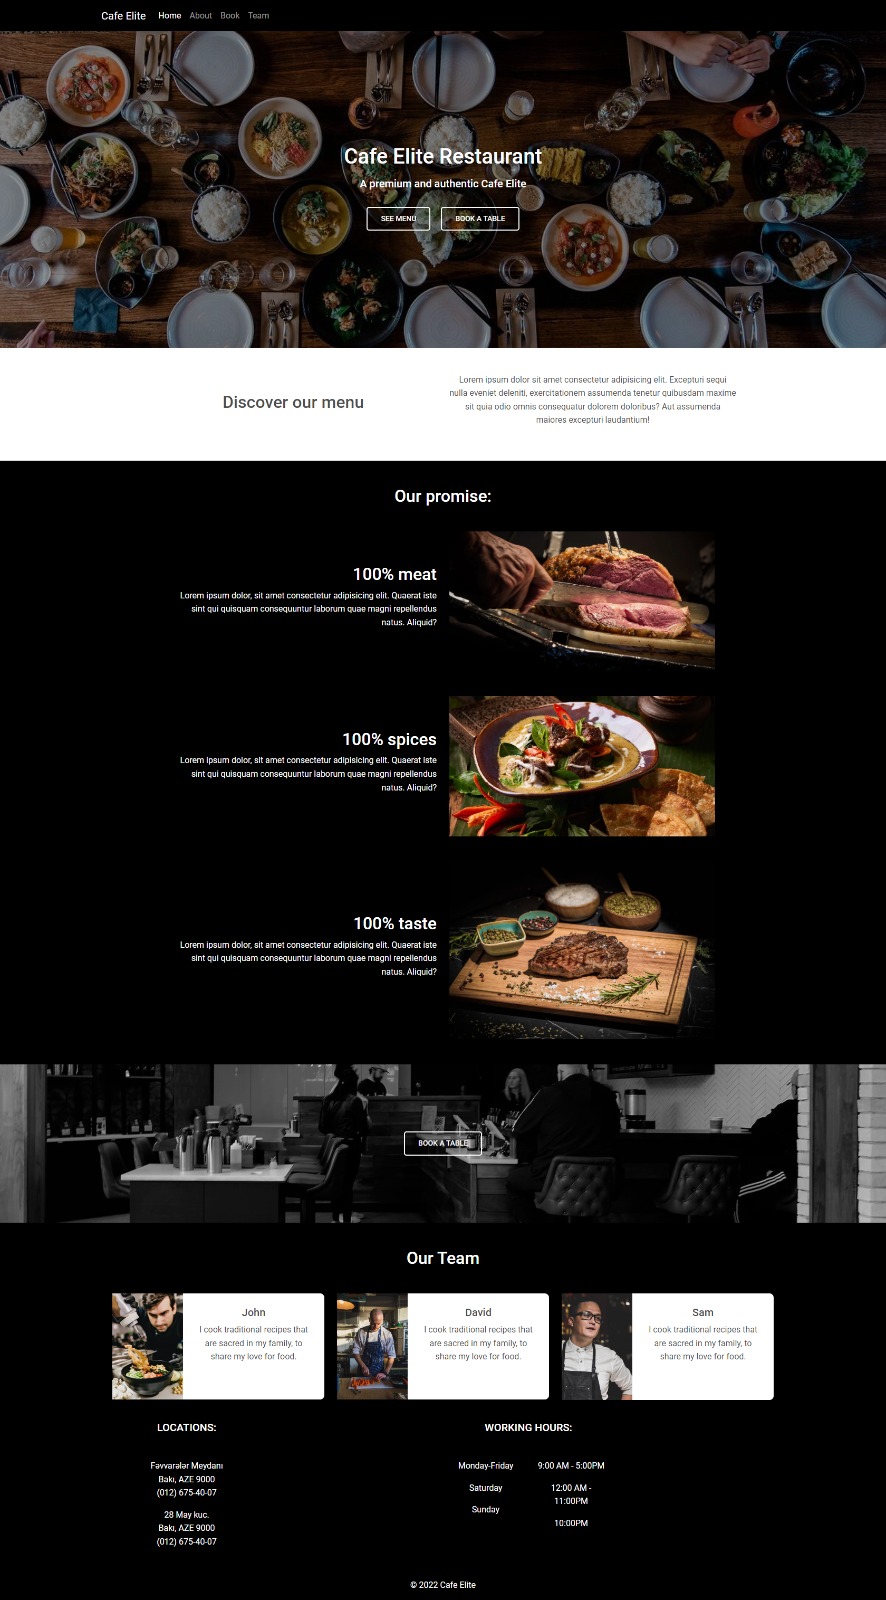 Cafe Elite Home About Book Team
Cafe Elite Restaurant
A premium and authentic Cafe Elite
SEE MENU
BOOK A TABLE
Discover our menu
Lorem ipsum dolor sit amet consectetur adipisicing elit. Excepturi sequi
nulla eveniet deleniti, exercitationem assumenda tenetur quibusdam maxime
sit quia odio omnis consequatur dolorem doloribus? Aut assumenda
maiores excepturi laudantium!
Our promise:
100% meat
Lorem ipsum dolor, sit amet consectetur adipisicing elit. Quaerat iste
sint qui quisquam consequuntur laborum quae magni repellendus
natus. Aliquid?
100% spices
Lorem ipsum dolor, sit amet consectetur adipisicing elit. Quaerat iste
sint qui quisquam consequuntur laborum quae magni repellendus
natus. Aliquid?
100% taste
Lorem ipsum dolor, sit amet consectetur adipisicing elit. Quaerat iste
sint qui quisquam consequuntur laborum quae magni repellendus
natus. Aliquid?
BOOK A TABLE
Our Team
John
I cook traditional recipes that
are sacred in my family, to
share my love for food.
David
I cook traditional recipes that
are sacred in my family, to
share my love for food.
Sam
I cook traditional recipes that
are sacred in my family, to
share my love for food.
LOCATIONS:
Fəvvarələr Meydanı
Bakı, AZE 9000
(012) 675-40-07
28 May kuc.
Bakı, AZE 9000
(012) 675-40-07
WORKING HOURS:
Monday-Friday
Saturday
Sunday
9:00 AM - 5:00PM
12:00 AM -
11:00PM
10:00PM
© 2022 Cafe Elite